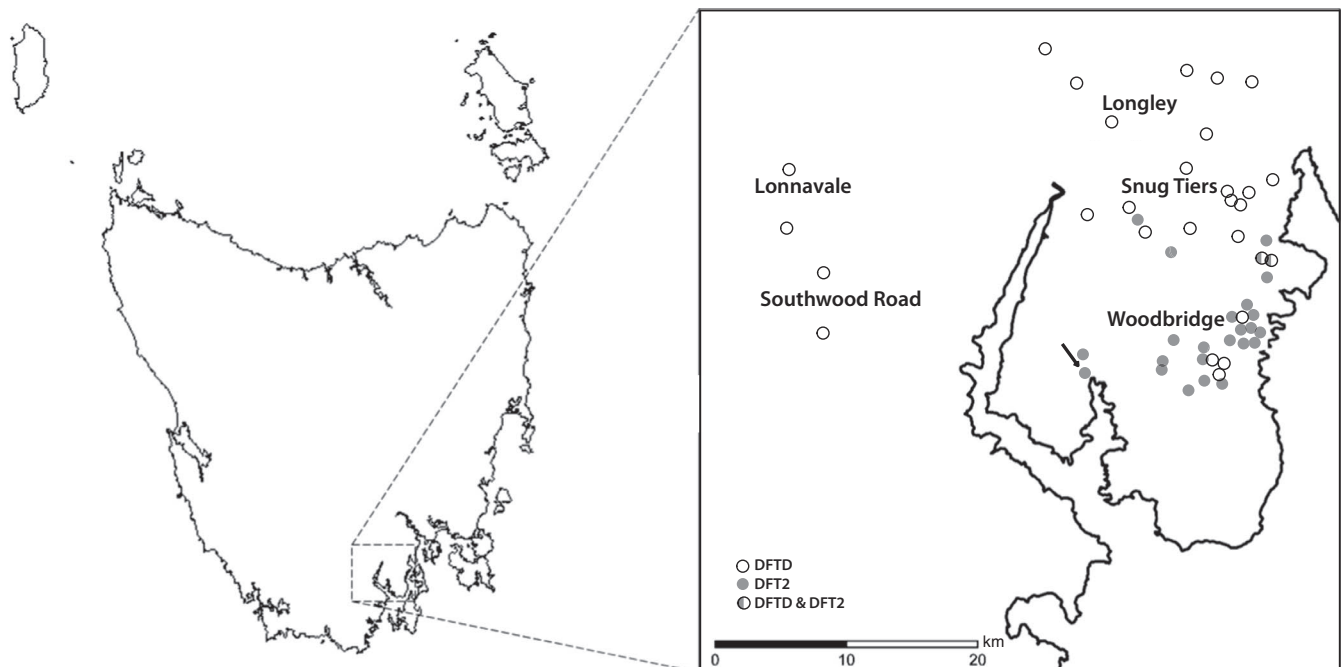 Longley
Lonnavale
Snug Tiers
Southwood Road
Woodbridge
DFTD
DFT2
DFTD & DFT2
km
0 10 20